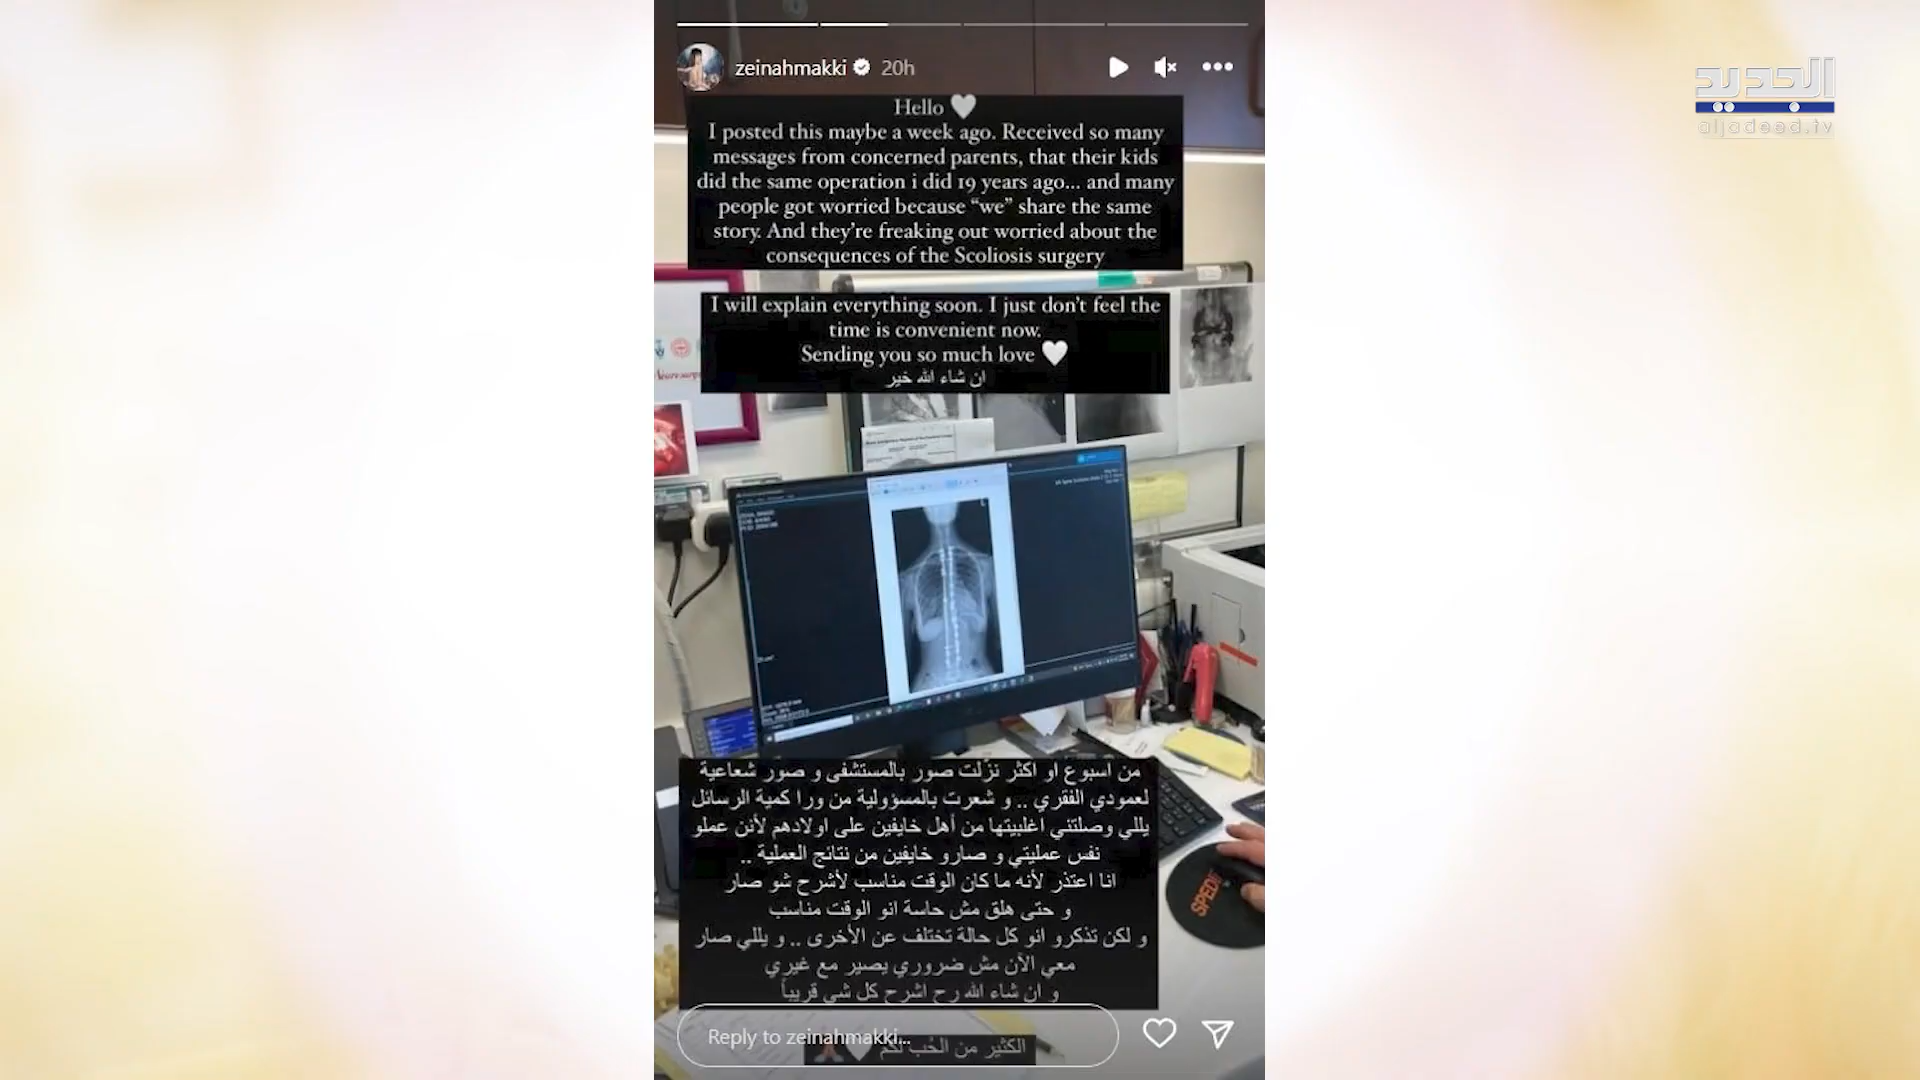 zeinahmakki 20h
الجديد
aljadeed.tv
Hello 🤍
I posted this maybe a week ago. Received so many
messages from concerned parents, that their kids
did the same operation i did 19 years ago... and many
people got worried because “we” share the same
story. And they’re freaking out worried about the
consequences of the Scoliosis surgery
I will explain everything soon. I just don’t feel the
time is convenient now.
Sending you so much love 🤍
ان شاء الله خير
من اسبوع او اكثر نزّلت صور بالمستشفى و صور شعاعية
لعمودي الفقري .. و شعرت بالمسؤولية من ورا كمية الرسائل
يللي وصلتني اغلبيتها من أهل خايفين على اولادهم لأنن عملو
نفس عمليتي و صارو خايفين من نتائج العملية ..
انا اعتذر لأنه ما كان الوقت مناسب لأشرح شو صار
و حتى هلق مش حاسة انو الوقت مناسب
و لكن تذكرو انو كل حالة تختلف عن الأخرى .. و يللي صار
معي الآن مش ضروري يصير مع غيري
و ان شاء الله رح اشرح كل شي قريباً
Reply to zeinahmakki...
الكثير من الحُب لكم